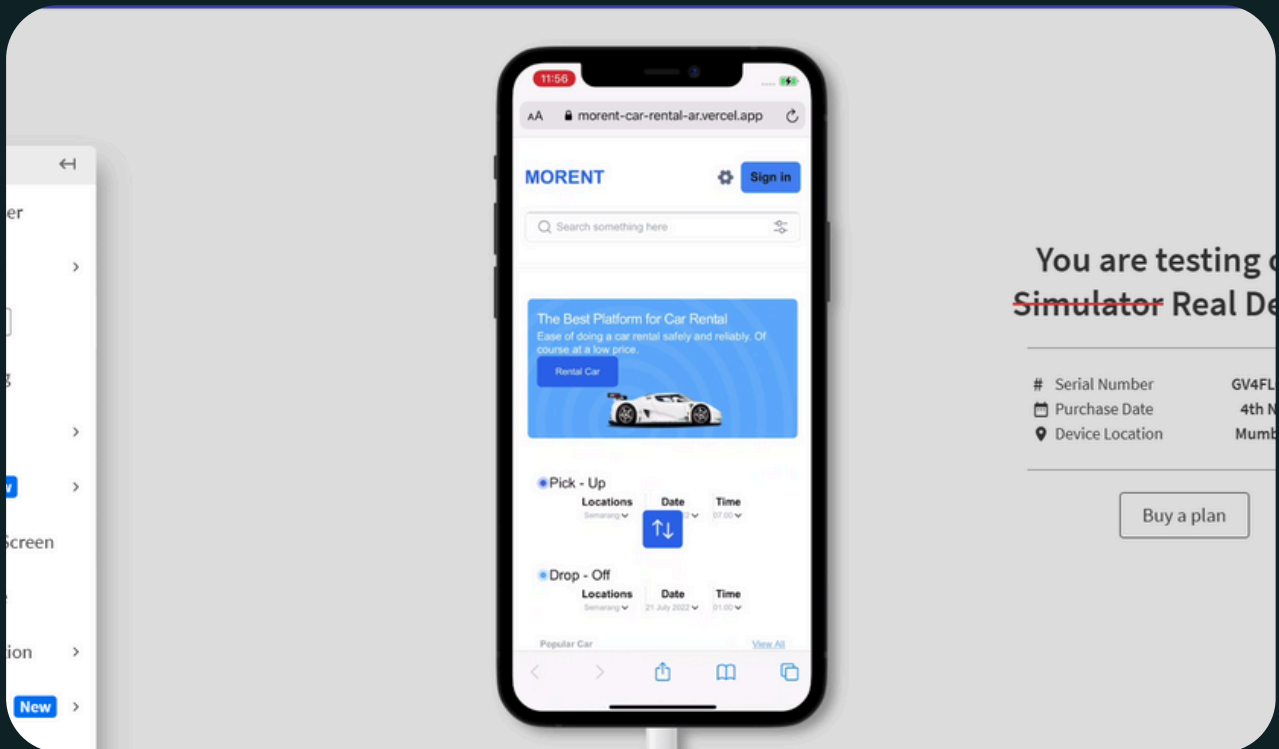 er
New
Screen
ion
New
11:56
AA morent-car-rental-ar.vercel.app
MORENT
Sign in
Search something here
The Best Platform for Car Rental
Ease of doing a car rental safely and reliably. Of
course at a low price.
Rental Car
Pick - Up
Locations Date Time
Semarang 07.00
Drop - Off
Locations Date Time
Semarang 21 July 2022 01.00
Popular Car View All
You are testing
Simulator Real De
# Serial Number GV4FL
Purchase Date 4th N
Device Location Mumb
Buy a plan